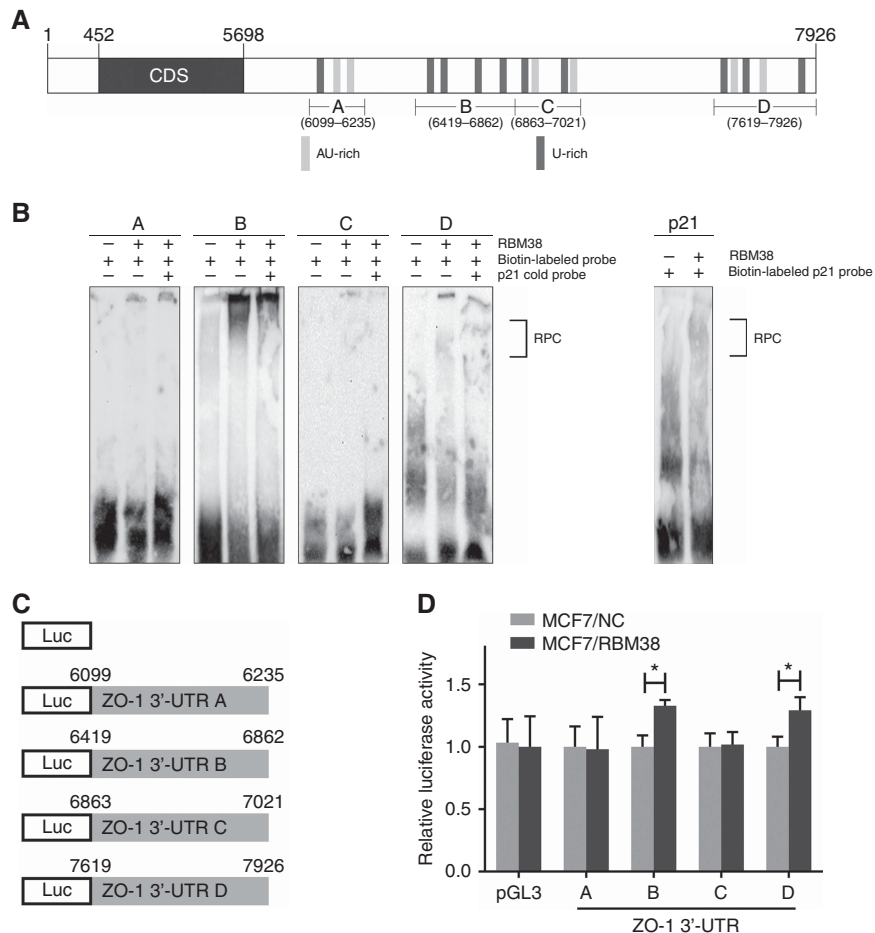 A
1 452 5698 7926
CDS
A B C D
(6099–6235) (6419–6862) (6863–7021) (7619–7926)
AU-rich U-rich
B
A B C D p21
– + + – + + – + + – + + RBM38
+ + + + + + + + + + + + Biotin-labeled probe
– – + – – + – – + – – + p21 cold probe
– + RBM38
+ + Biotin-labeled p21 probe
RPC RPC
C
Luc
6099 6235
Luc ZO-1 3’-UTR A
6419 6862
Luc ZO-1 3’-UTR B
6863 7021
Luc ZO-1 3’-UTR C
7619 7926
Luc ZO-1 3’-UTR D
D
MCF7/NC
MCF7/RBM38
Relative luciferase activity
* *
1.5
1.0
0.5
0.0
pGL3 A B C D
ZO-1 3’-UTR